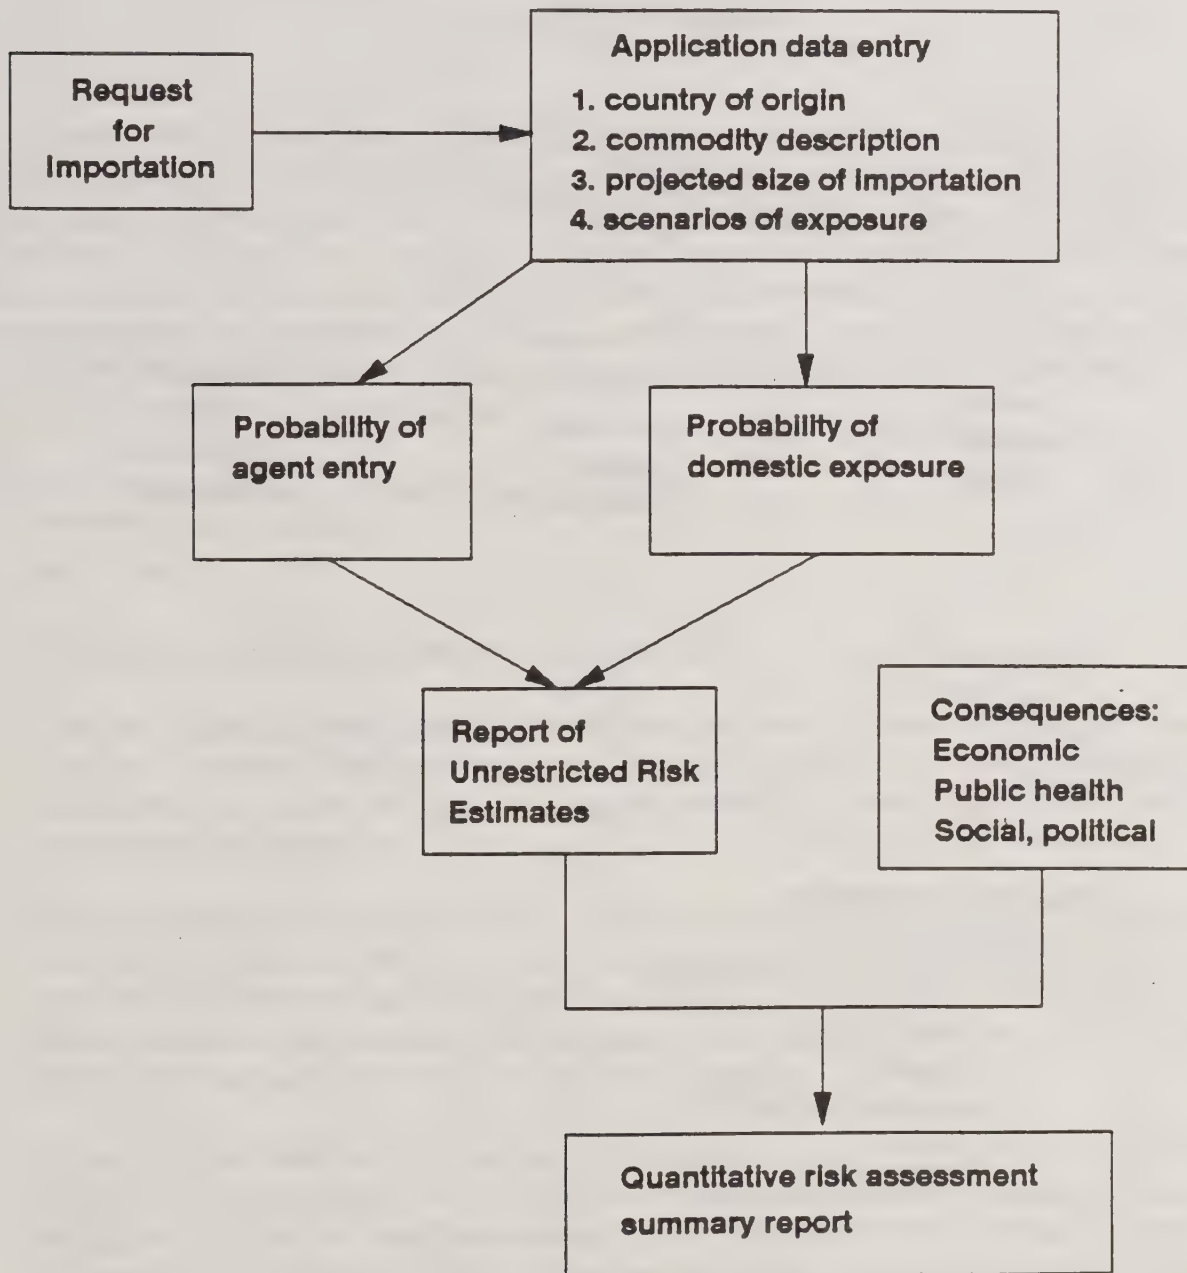 Request
for
Importation
Application data entry
1. country of origin
2. commodity description
3. projected size of importation
4. scenarios of exposure
Probability of
agent entry
Probability of
domestic exposure
Report of
Unrestricted Risk
Estimates
Consequences:
Economic
Public health
Social, political
Quantitative risk assessment
summary report